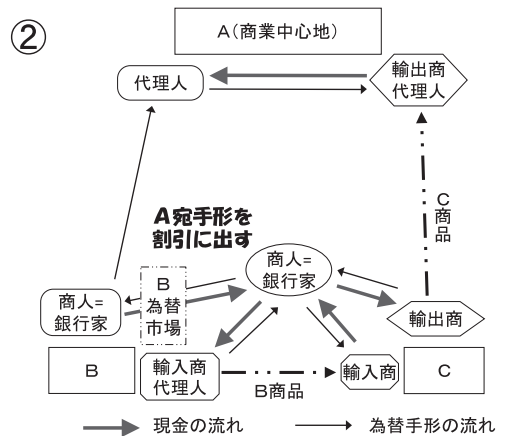 ②
A(商業中心地)
代理人
輸出商
代理人
C
商
品
A宛手形を
割引に出す
商人=
銀行家
商人=
銀行家
B
為替
市場
輸出商
B
輸入商
代理人
B商品
輸入商
C
現金の流れ
為替手形の流れ